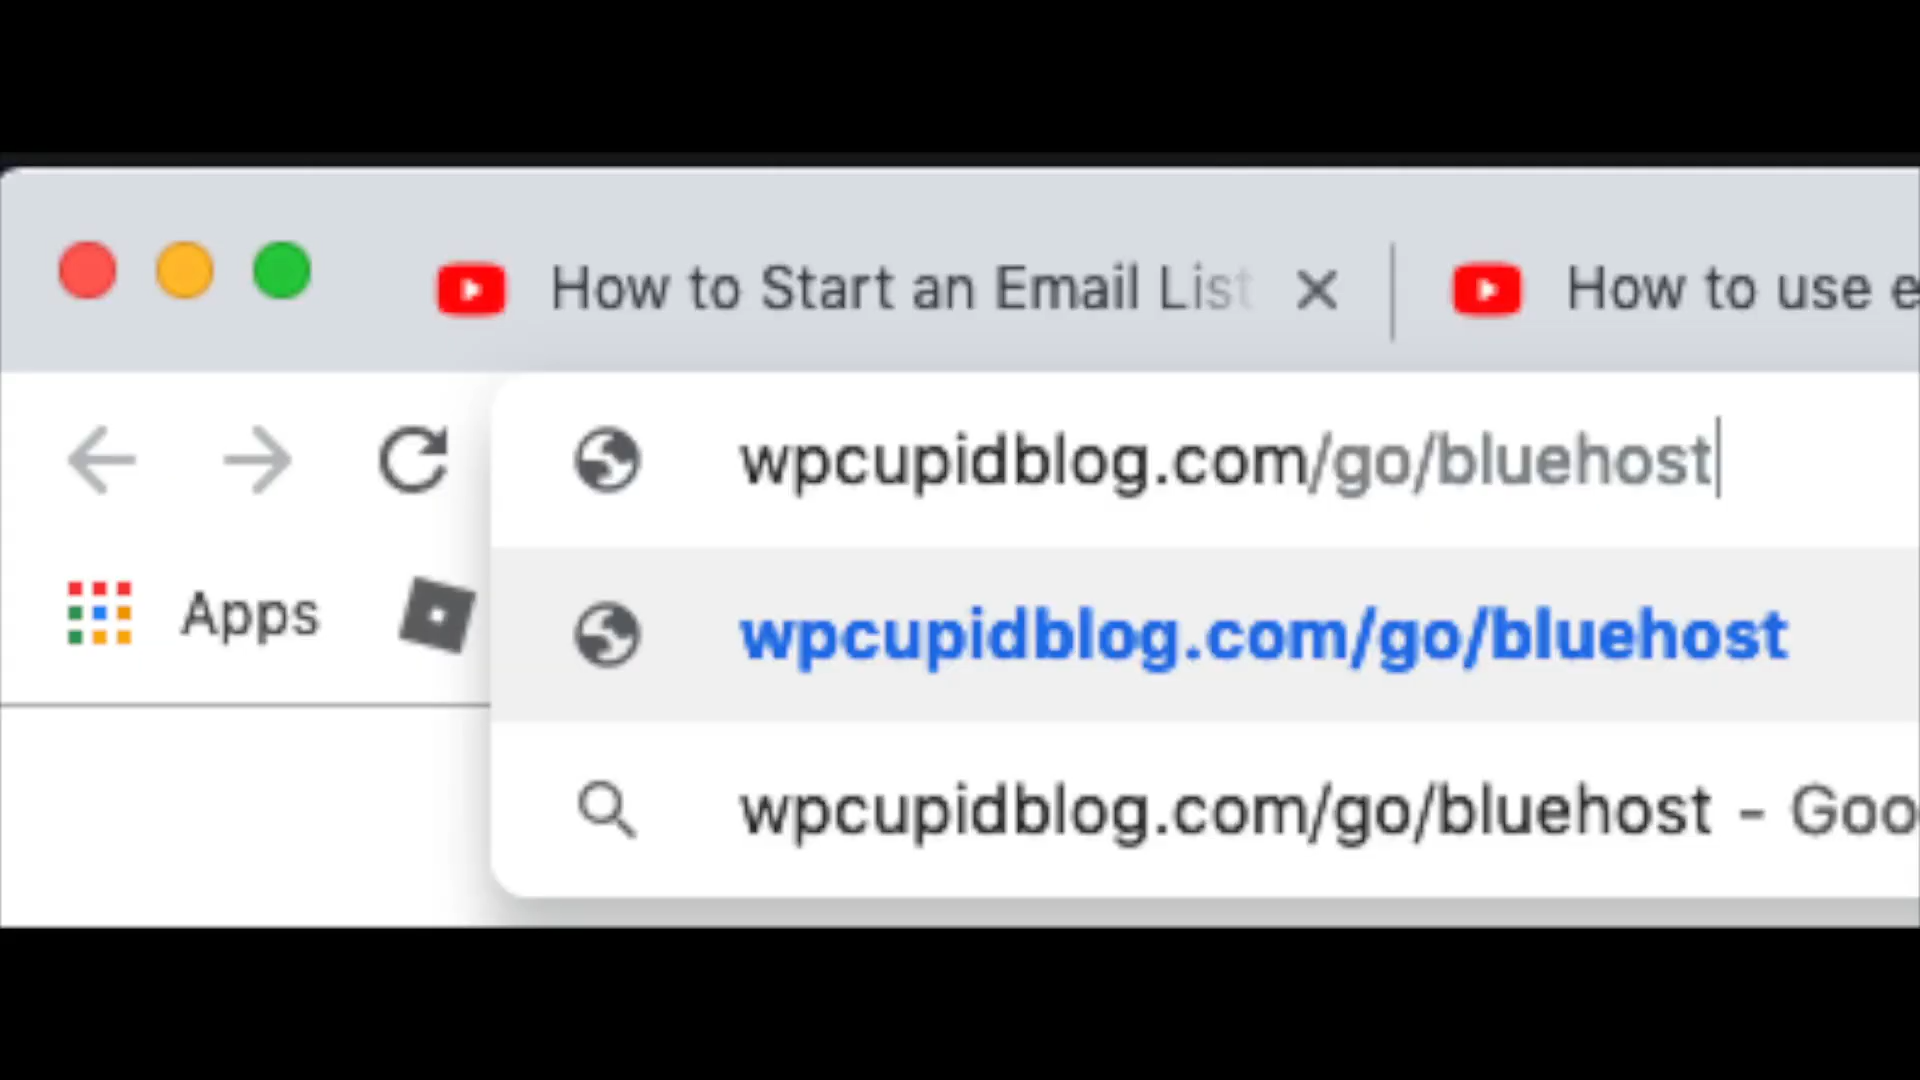 How to Start an Email List
How to use e
wpcupidblog.com/go/bluehost
Apps
wpcupidblog.com/go/bluehost
wpcupidblog.com/go/bluehost - Goo